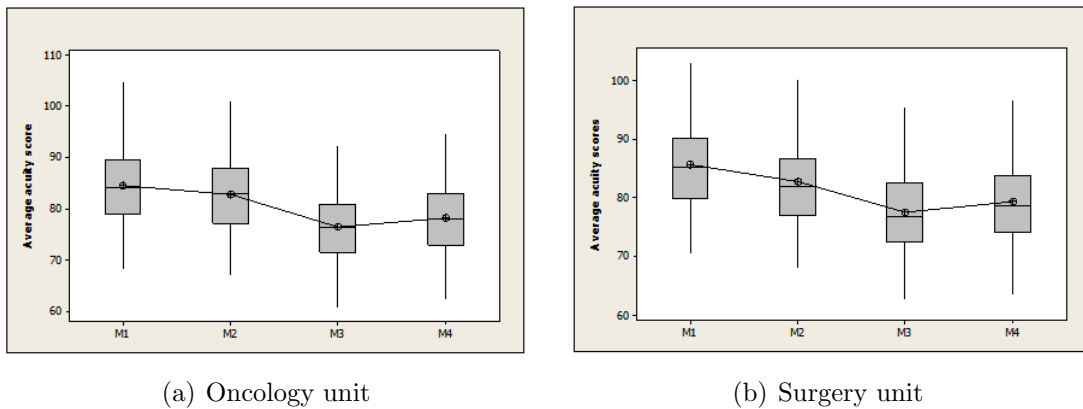 110
100
90
80
70
60
Average acuity score
M1 M2 M3 M4
(a) Oncology unit
100
90
80
70
60
Average acuity scores
M1 M2 M3 M4
(b) Surgery unit